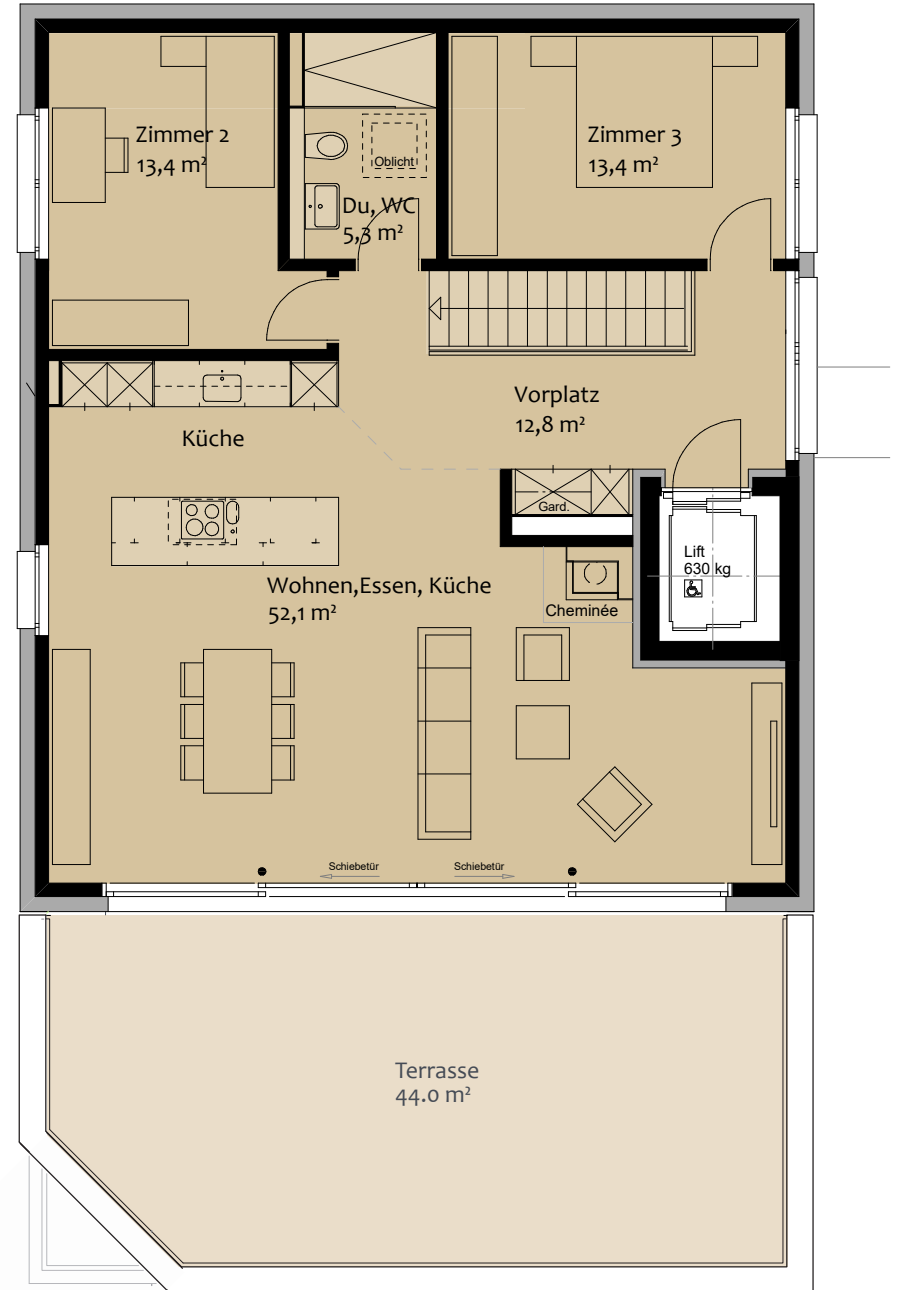 Zimmer 2
13,4 m²
Oblicht
Du, WC
5,3 m²
Zimmer 3
13,4 m²
Vorplatz
12,8 m²
Küche
Gard.
Lift
630 kg
Wohnen,Essen, Küche
52,1 m²
Cheminée
Schiebetür
Schiebetür
Terrasse
44.0 m²